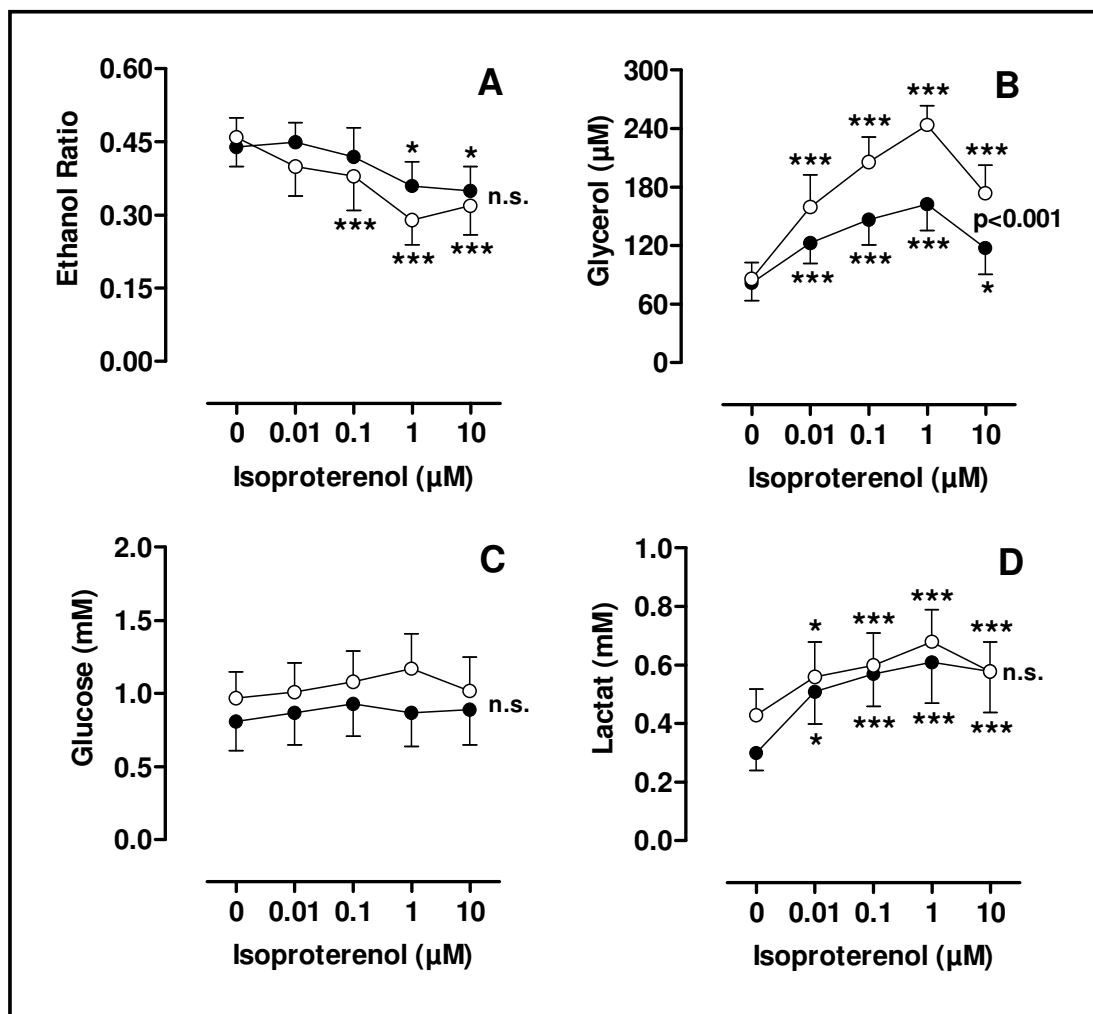 A
0.60
0.45
0.30
0.15
0.00
Ethanol Ratio
* *
n.s.
*** *** ***
0 0.01 0.1 1 10
Isoproterenol (µM)
B
300
240
180
120
60
0
Glycerol (µM)
*** *** *** ***
p<0.001
*** *** *** *
0 0.01 0.1 1 10
Isoproterenol (µM)
C
2.0
1.5
1.0
0.5
0.0
Glucose (mM)
n.s.
0 0.01 0.1 1 10
Isoproterenol (µM)
D
1.0
0.8
0.6
0.4
0.2
0.0
Lactat (mM)
* *** *** ***
n.s.
* *** *** ***
0 0.01 0.1 1 10
Isoproterenol (µM)